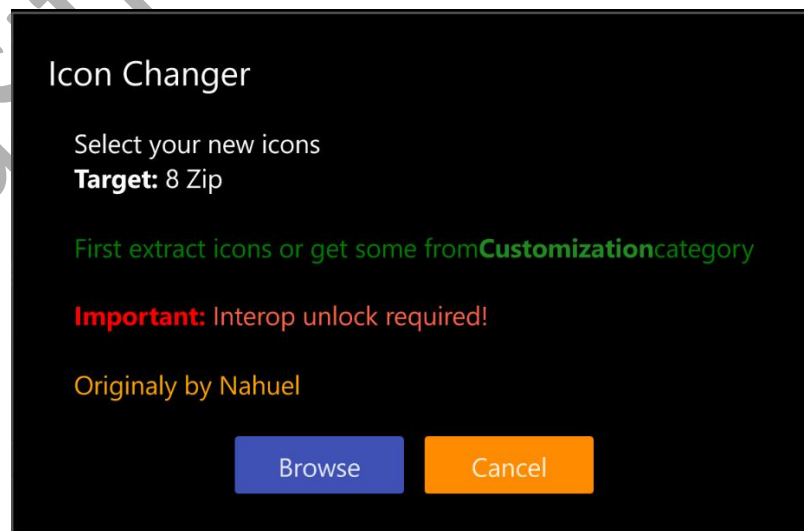 Icon Changer
Select your new icons
Target: 8 Zip
First extract icons or get some fromCustomizationcategory
Important: Interop unlock required!
Originaly by Nahuel
Browse
Cancel